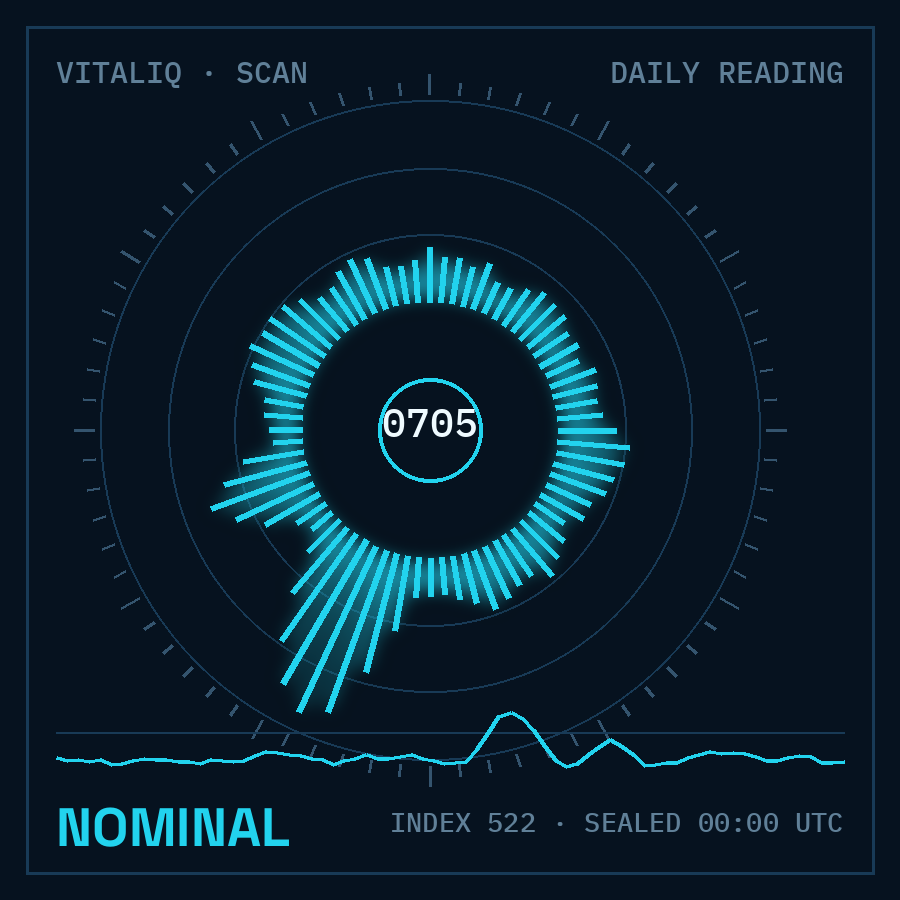 VITALIQ · SCAN
DAILY READING
0705
NOMINAL
INDEX 522 · SEALED 00:00 UTC